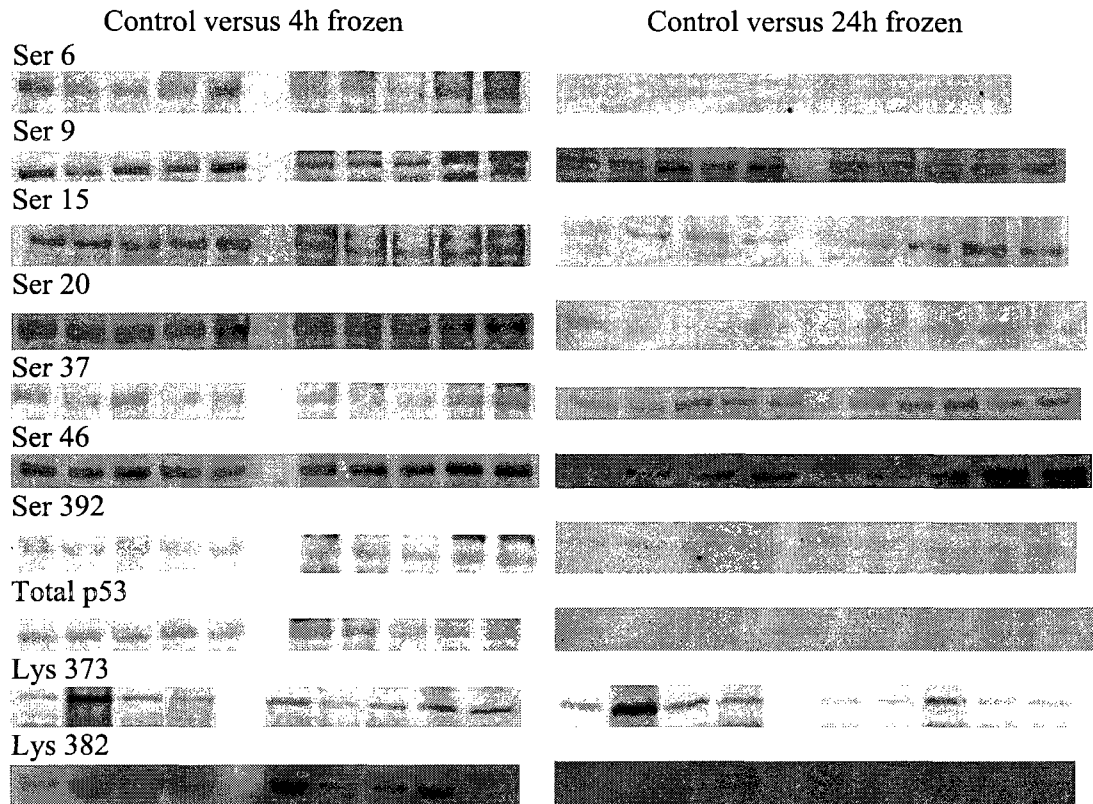 Control versus 4h frozen
Control versus 24h frozen
Ser 6
Ser 9
Ser 15
Ser 20
Ser 37
Ser 46
Ser 392
Total p53
Lys 373
Lys 382